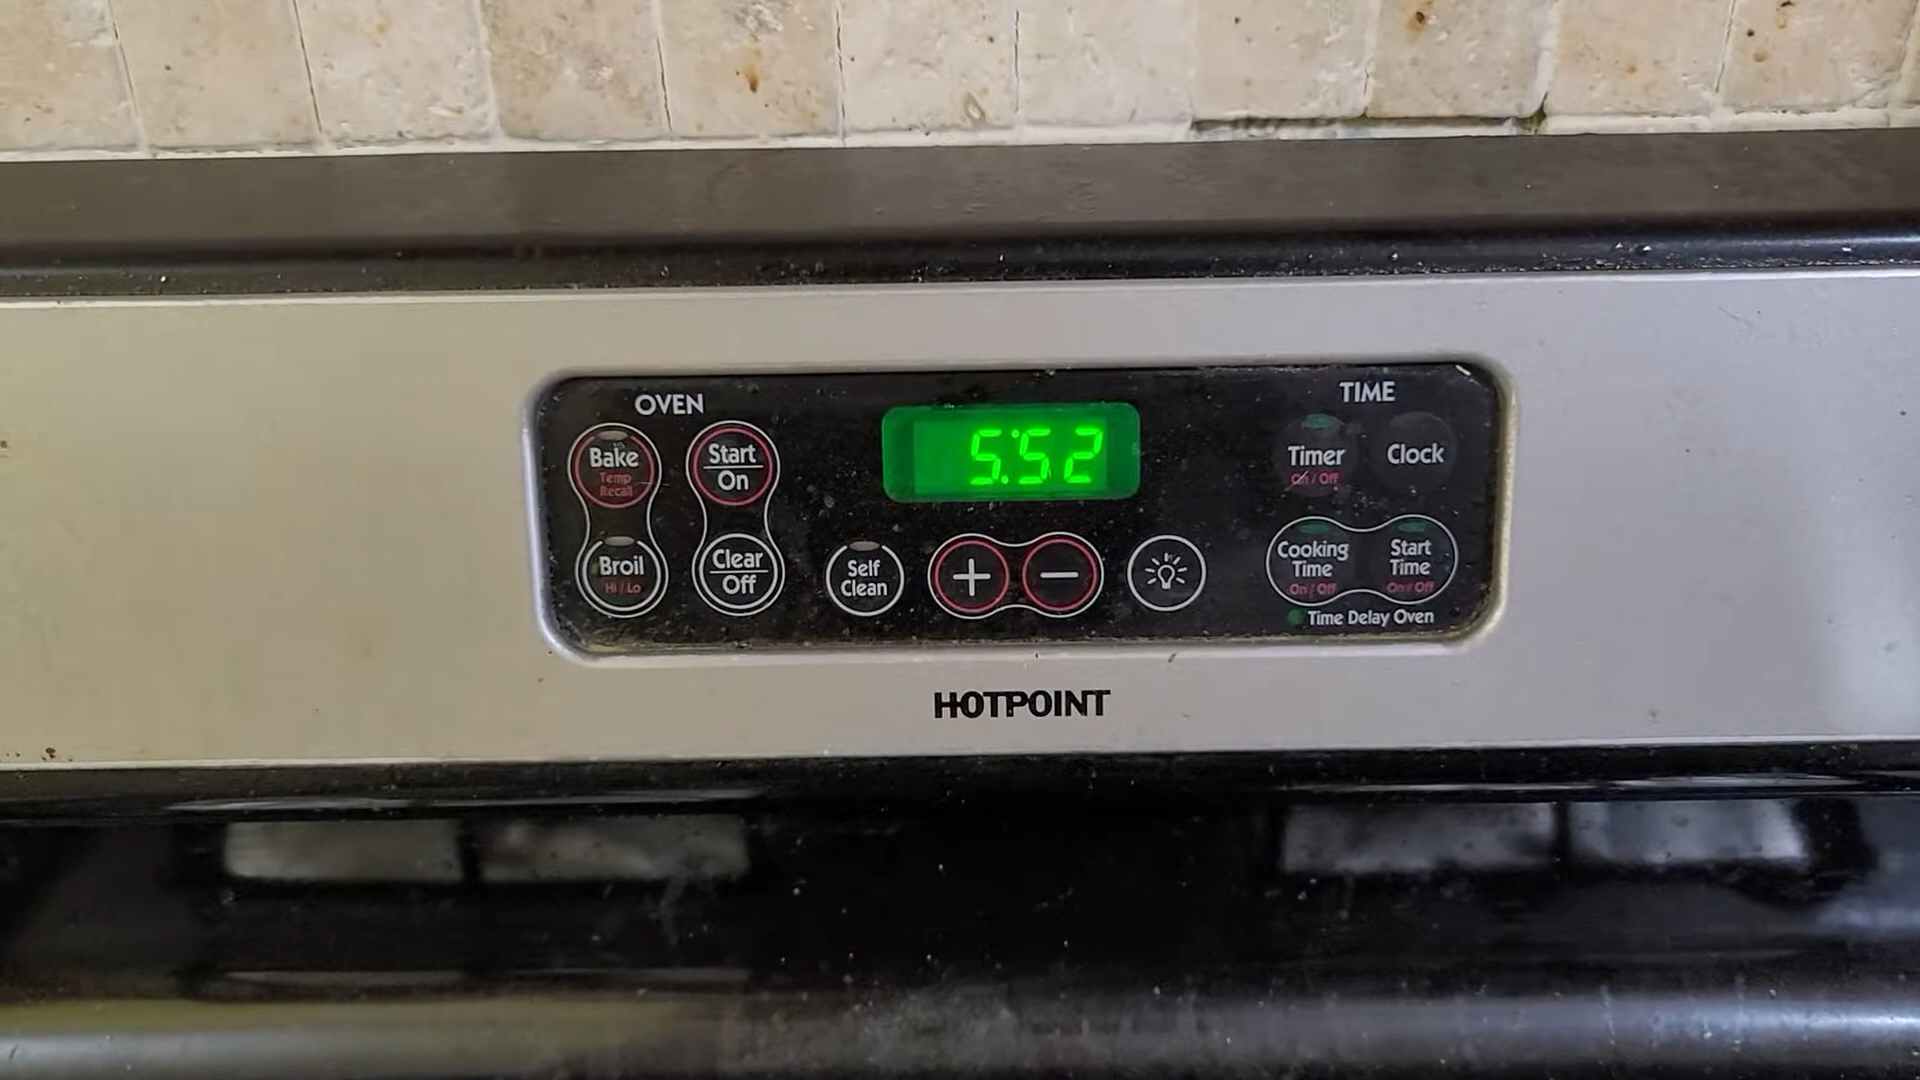 OVEN
TIME
Bake
Temp
Recall
Start
On
5:52
Timer
On / Off
Clock
Broil
Hi / Lo
Clear
Off
Self
Clean
+
−
Cooking
Time
On / Off
Start
Time
On / Off
Time Delay Oven
HOTPOINT